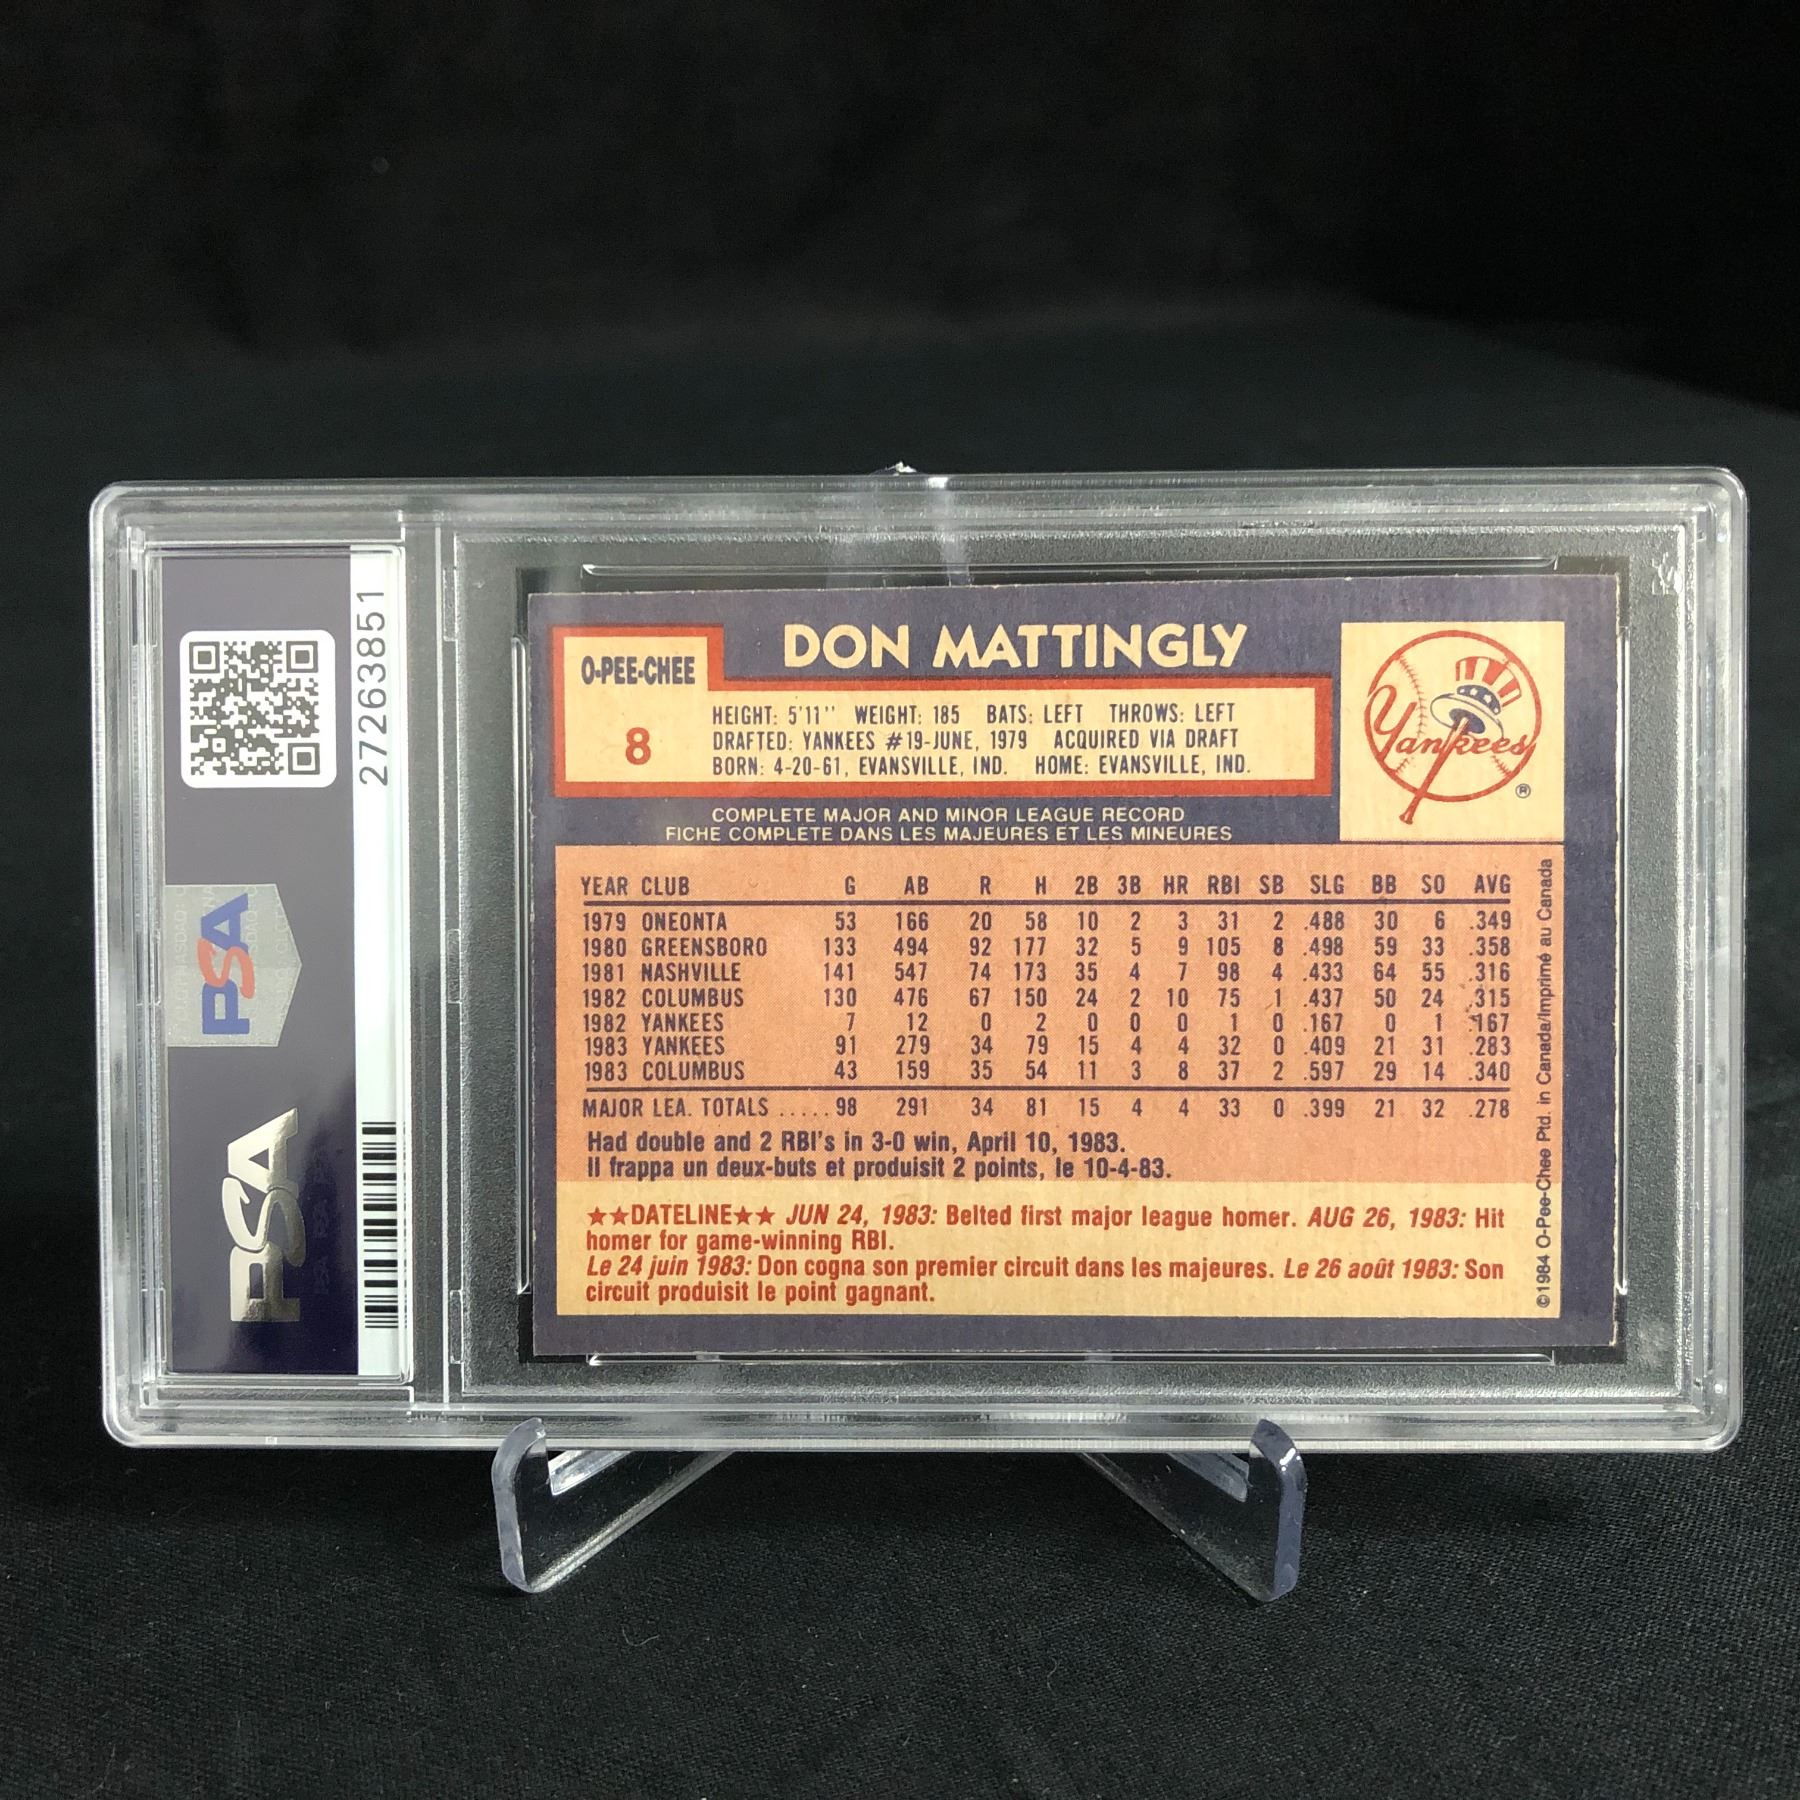 27263851
PSA
PSA
O-PEE-CHEE
8
DON MATTINGLY
HEIGHT: 5'11'' WEIGHT: 185 BATS: LEFT THROWS: LEFT
DRAFTED: YANKEES #19-JUNE, 1979 ACQUIRED VIA DRAFT
BORN: 4-20-61, EVANSVILLE, IND. HOME: EVANSVILLE, IND.
Yankees
®
COMPLETE MAJOR AND MINOR LEAGUE RECORD
FICHE COMPLETE DANS LES MAJEURES ET LES MINEURES
YEAR CLUB G AB R H 2B 3B HR RBI SB SLG BB SO AVG
1979 ONEONTA 53 166 20 58 10 2 3 31 2 .488 30 6 .349
1980 GREENSBORO 133 494 92 177 32 5 9 105 8 .498 59 33 .358
1981 NASHVILLE 141 547 74 173 35 4 7 98 4 .433 64 55 .316
1982 COLUMBUS 130 476 67 150 24 2 10 75 1 .437 50 24 .315
1982 YANKEES 7 12 0 2 0 0 0 1 0 .167 0 1 .167
1983 YANKEES 91 279 34 79 15 4 4 32 0 .409 21 31 .283
1983 COLUMBUS 43 159 35 54 11 3 8 37 2 .597 29 14 .340
MAJOR LEA. TOTALS ..... 98 291 34 81 15 4 4 33 0 .399 21 32 .278
Had double and 2 RBI's in 3-0 win, April 10, 1983.
Il frappa un deux-buts et produisit 2 points, le 10-4-83.
★★DATELINE★★ JUN 24, 1983: Belted first major league homer. AUG 26, 1983: Hit
homer for game-winning RBI.
Le 24 juin 1983: Don cogna son premier circuit dans les majeures. Le 26 août 1983: Son
circuit produisit le point gagnant.
©1984 O-Pee-Chee Ptd. in Canada/Imprimé au Canada